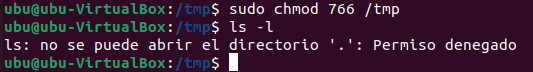 ubu@ubu-VirtualBox:/tmp$ sudo chmod 766 /tmp
ubu@ubu-VirtualBox:/tmp$ ls -l
ls: no se puede abrir el directorio '.': Permiso denegado
ubu@ubu-VirtualBox:/tmp$